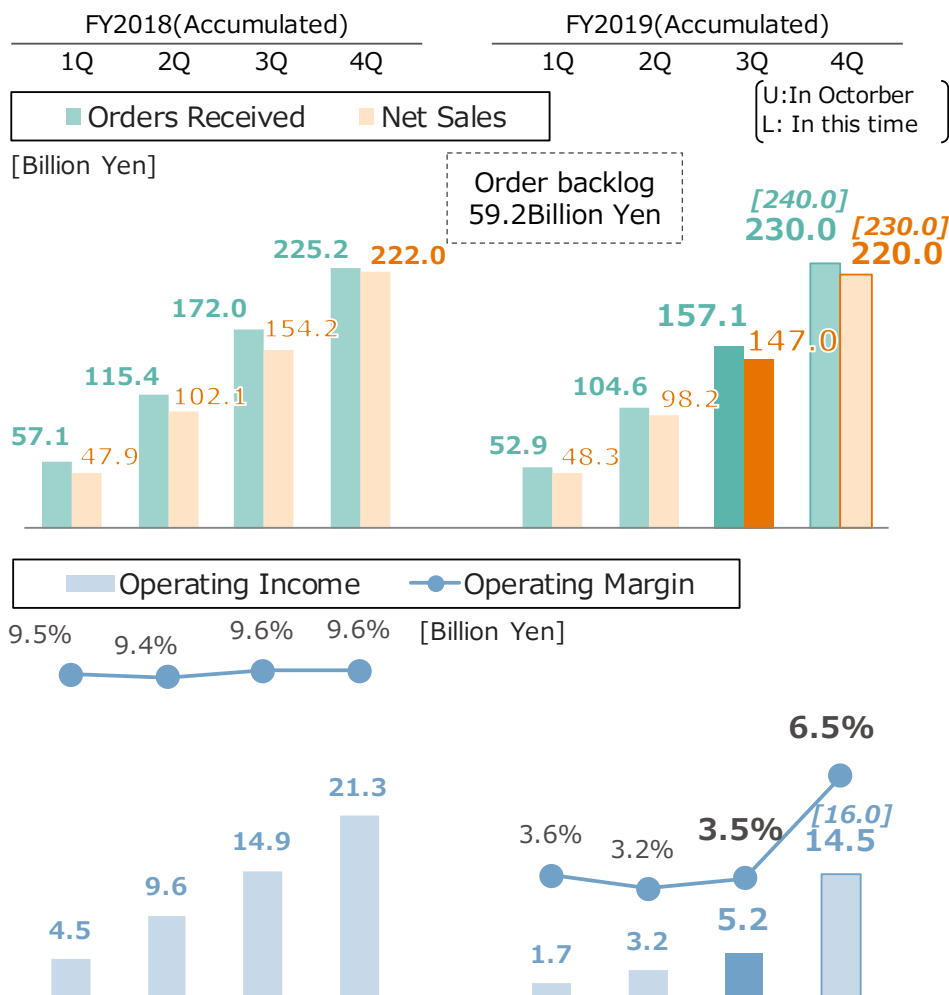 FY2018(Accumulated) FY2019(Accumulated)
1Q 2Q 3Q 4Q 1Q 2Q 3Q 4Q
U:In Octorber
L: In this time
Orders Received Net Sales
[Billion Yen]
Order backlog
59.2Billion Yen
[240.0]
230.0
[230.0]
220.0
225.2 222.0
172.0 154.2
157.1 147.0
115.4 102.1
104.6 98.2
57.1 47.9
52.9 48.3
Operating Income Operating Margin
[Billion Yen]
9.5% 9.4% 9.6% 9.6%
6.5%
3.6% 3.2% 3.5%
[16.0]
14.5
4.5 9.6 14.9 21.3
1.7 3.2 5.2